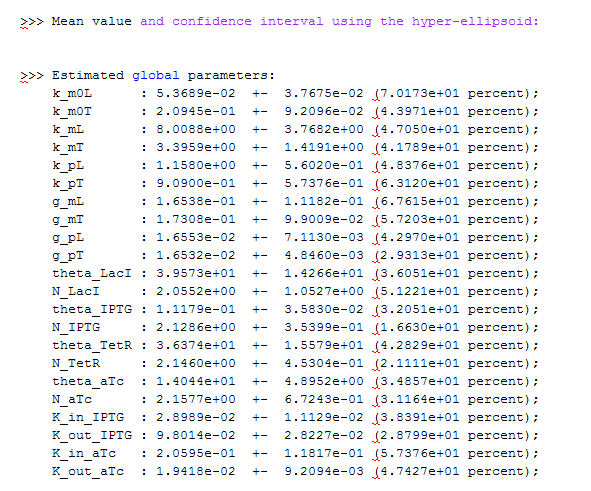 >>> Mean value and confidence interval using the hyper-ellipsoid:
>>> Estimated global parameters:
k_m0L : 5.3689e-02 +- 3.7675e-02 (7.0173e+01 percent);
k_m0T : 2.0945e-01 +- 9.2096e-02 (4.3971e+01 percent);
k_mL : 8.0088e+00 +- 3.7682e+00 (4.7050e+01 percent);
k_mT : 3.3959e+00 +- 1.4191e+00 (4.1789e+01 percent);
k_pL : 1.1580e+00 +- 5.6020e-01 (4.8376e+01 percent);
k_pT : 9.0900e-01 +- 5.7376e-01 (6.3120e+01 percent);
g_mL : 1.6538e-01 +- 1.1182e-01 (6.7615e+01 percent);
g_mT : 1.7308e-01 +- 9.9009e-02 (5.7203e+01 percent);
g_pL : 1.6553e-02 +- 7.1130e-03 (4.2970e+01 percent);
g_pT : 1.6532e-02 +- 4.8460e-03 (2.9313e+01 percent);
theta_LacI : 3.9573e+01 +- 1.4266e+01 (3.6051e+01 percent);
N_LacI : 2.0552e+00 +- 1.0527e+00 (5.1221e+01 percent);
theta_IPTG : 1.1179e-01 +- 3.5830e-02 (3.2051e+01 percent);
N_IPTG : 2.1286e+00 +- 3.5399e-01 (1.6630e+01 percent);
theta_TetR : 3.6374e+01 +- 1.5579e+01 (4.2829e+01 percent);
N_TetR : 2.1460e+00 +- 4.5304e-01 (2.1111e+01 percent);
theta_aTc : 1.4044e+01 +- 4.8952e+00 (3.4857e+01 percent);
N_aTc : 2.1577e+00 +- 6.7243e-01 (3.1164e+01 percent);
K_in_IPTG : 2.8989e-02 +- 1.1129e-02 (3.8391e+01 percent);
K_out_IPTG : 9.8014e-02 +- 2.8227e-02 (2.8799e+01 percent);
K_in_aTc : 2.0595e-01 +- 1.1817e-01 (5.7376e+01 percent);
K_out_aTc : 1.9418e-02 +- 9.2094e-03 (4.7427e+01 percent);